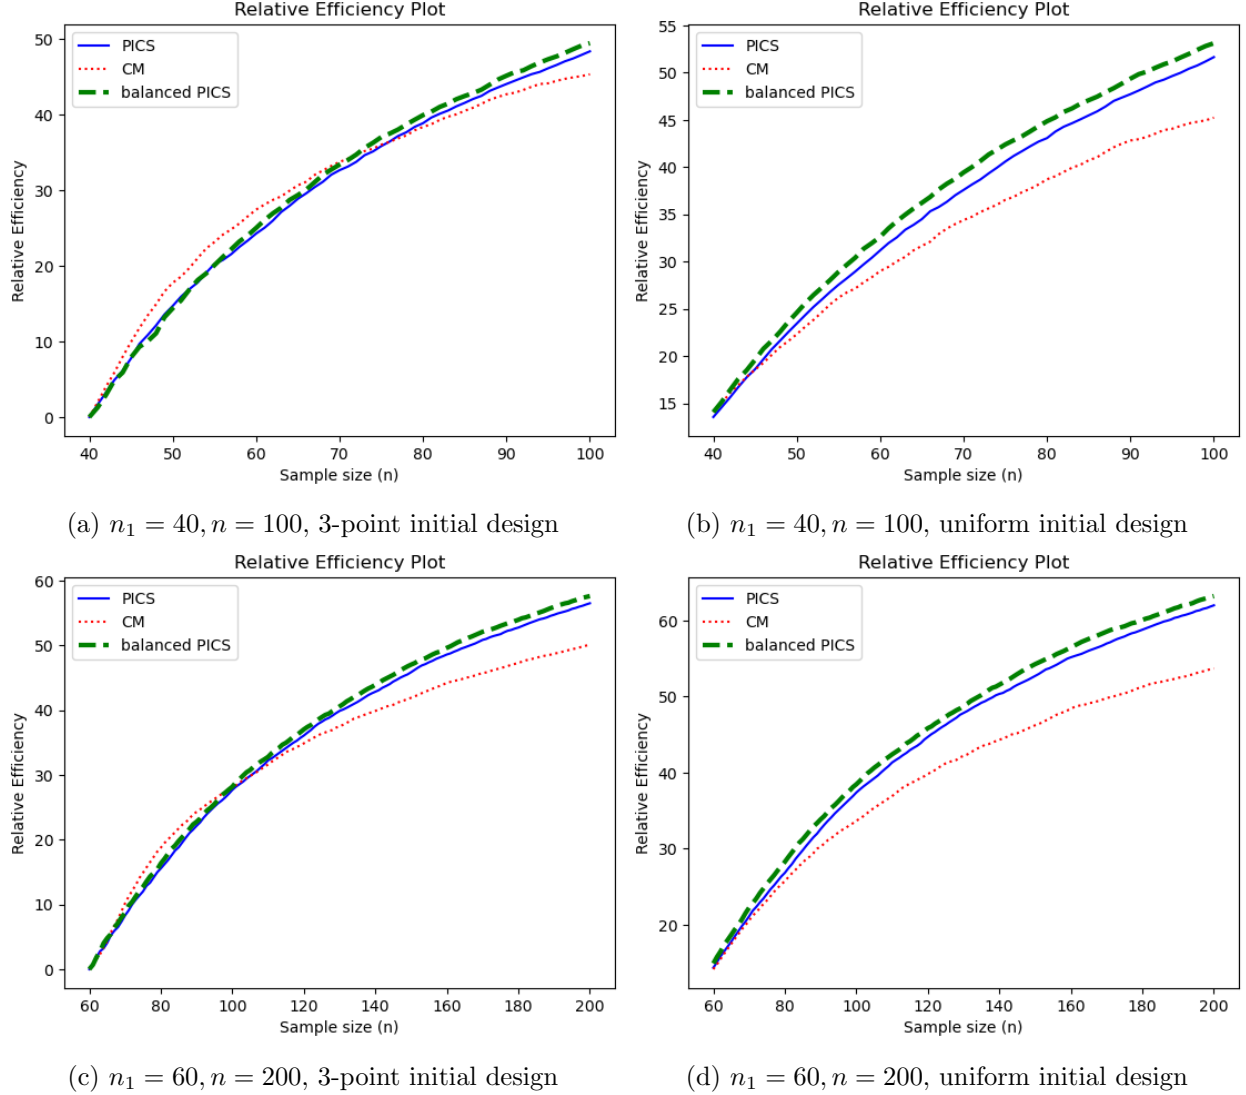 Relative Efficiency Plot
PICS
CM
balanced PICS
50
40
30
20
10
0
Relative Efficiency
40 50 60 70 80 90 100
Sample size (n)
(a) n₁ = 40, n = 100, 3-point initial design
Relative Efficiency Plot
PICS
CM
balanced PICS
55
50
45
40
35
30
25
20
15
Relative Efficiency
40 50 60 70 80 90 100
Sample size (n)
(b) n₁ = 40, n = 100, uniform initial design
Relative Efficiency Plot
PICS
CM
balanced PICS
60
50
40
30
20
10
0
Relative Efficiency
60 80 100 120 140 160 180 200
Sample size (n)
(c) n₁ = 60, n = 200, 3-point initial design
Relative Efficiency Plot
PICS
CM
balanced PICS
60
50
40
30
20
Relative Efficiency
60 80 100 120 140 160 180 200
Sample size (n)
(d) n₁ = 60, n = 200, uniform initial design